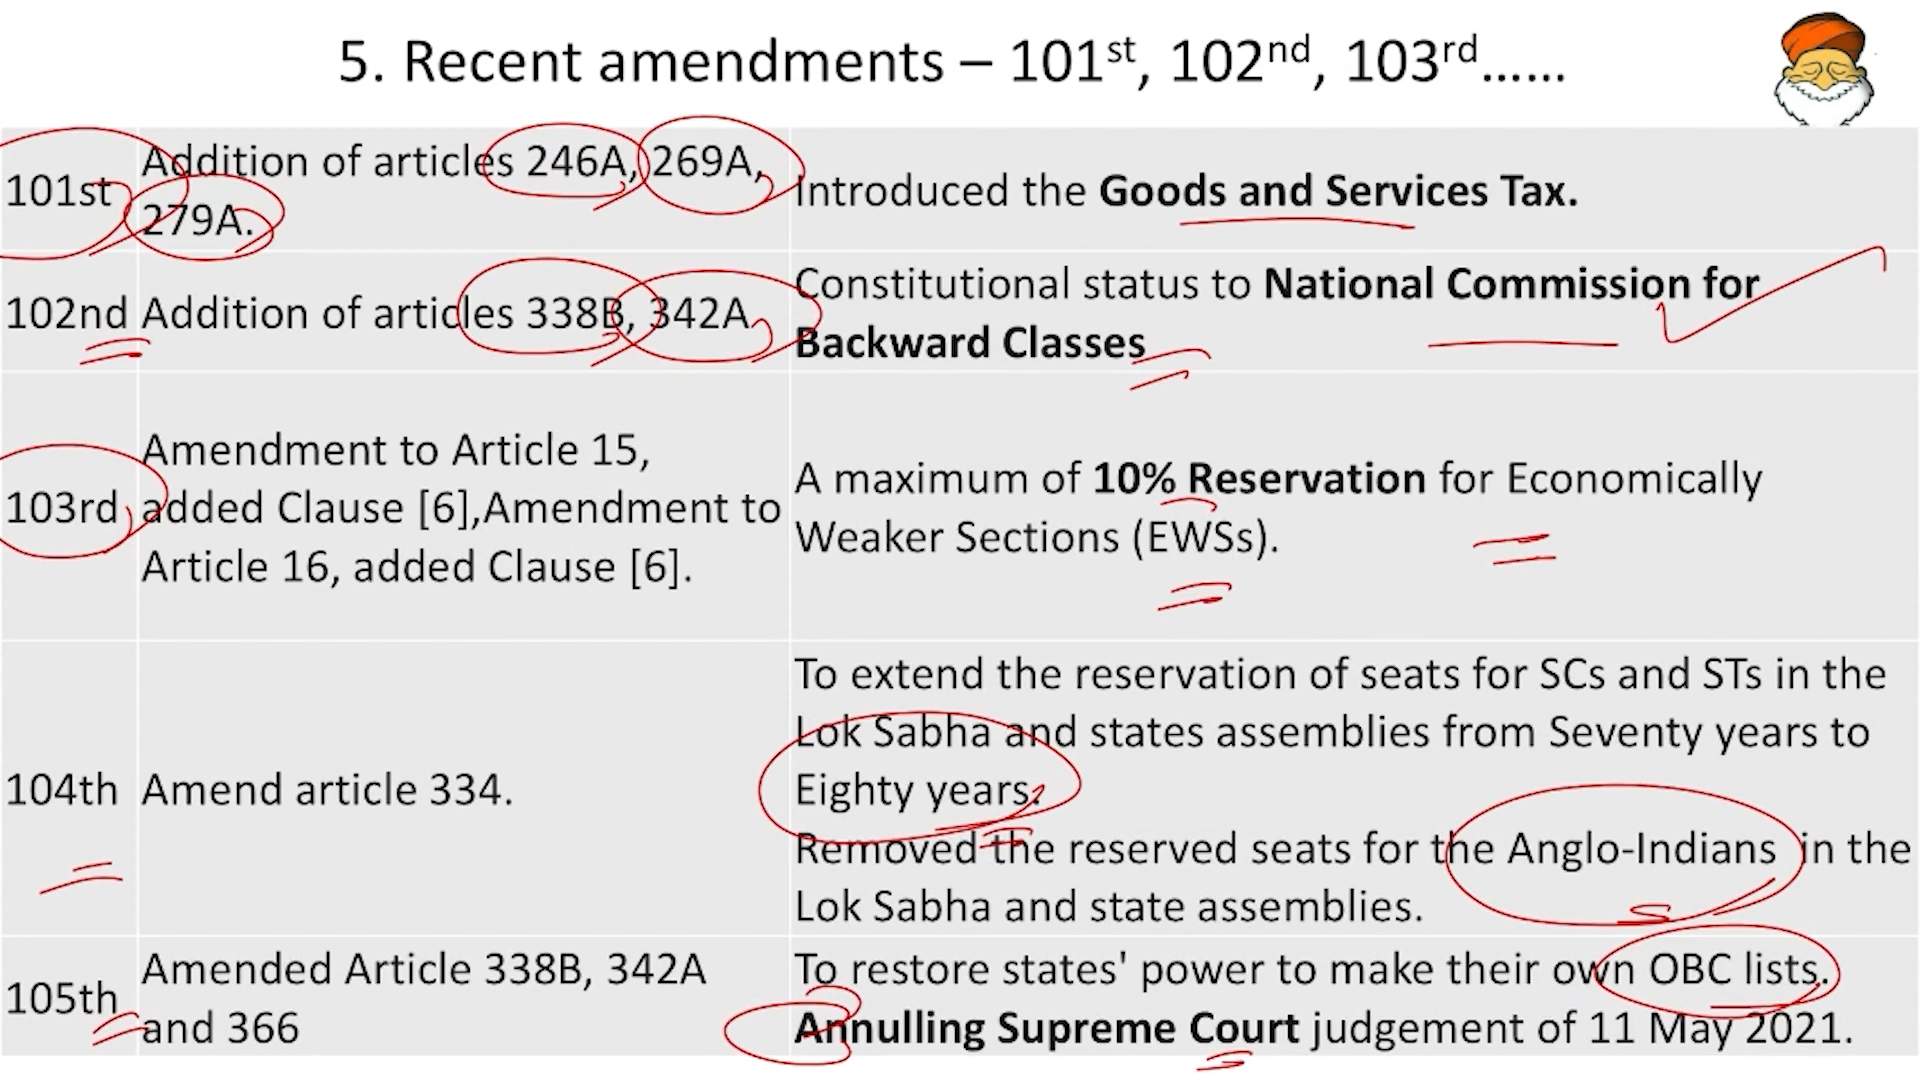 5. Recent amendments – 101st, 102nd, 103rd......
101st
Addition of articles 246A, 269A,
279A.
Introduced the Goods and Services Tax.
102nd
Addition of articles 338B, 342A
Constitutional status to National Commission for
Backward Classes
103rd
Amendment to Article 15,
added Clause [6],Amendment to
Article 16, added Clause [6].
A maximum of 10% Reservation for Economically
Weaker Sections (EWSs).
104th
Amend article 334.
To extend the reservation of seats for SCs and STs in the
Lok Sabha and states assemblies from Seventy years to
Eighty years.
Removed the reserved seats for the Anglo-Indians in the
Lok Sabha and state assemblies.
105th
Amended Article 338B, 342A
and 366
To restore states' power to make their own OBC lists.
Annulling Supreme Court judgement of 11 May 2021.